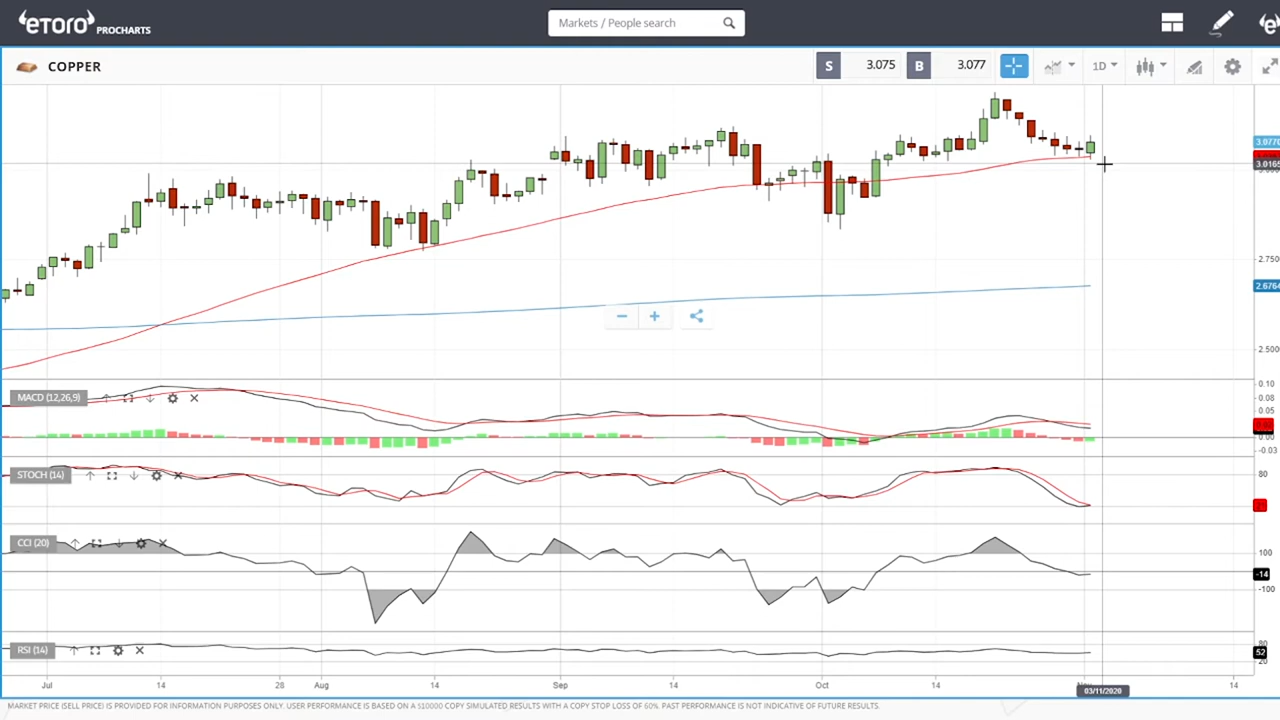 eTORO PROCHARTS
Markets / People search
COPPER
S 3.075 B 3.077 1D
3.0770
3.0165
2.7500
2.6764
2.5000
MACD (12,26,9)
0.10
0.08
0.05
0.00
-0.03
STOCH (14)
80
CCI (20)
100
-14
-100
RSI (14)
80
52
20
Jul 14 28 Aug 14 Sep 14 Oct 14 Nov 14
03/11/2020
MARKET PRICE (SELL PRICE) IS PROVIDED FOR INFORMATION PURPOSES ONLY. USER PERFORMANCE IS BASED ON A $10000 COPY SIMULATED RESULTS WITH A COPY STOP LOSS OF 60%. PAST PERFORMANCE IS NOT INDICATIVE OF FUTURE RESULTS.